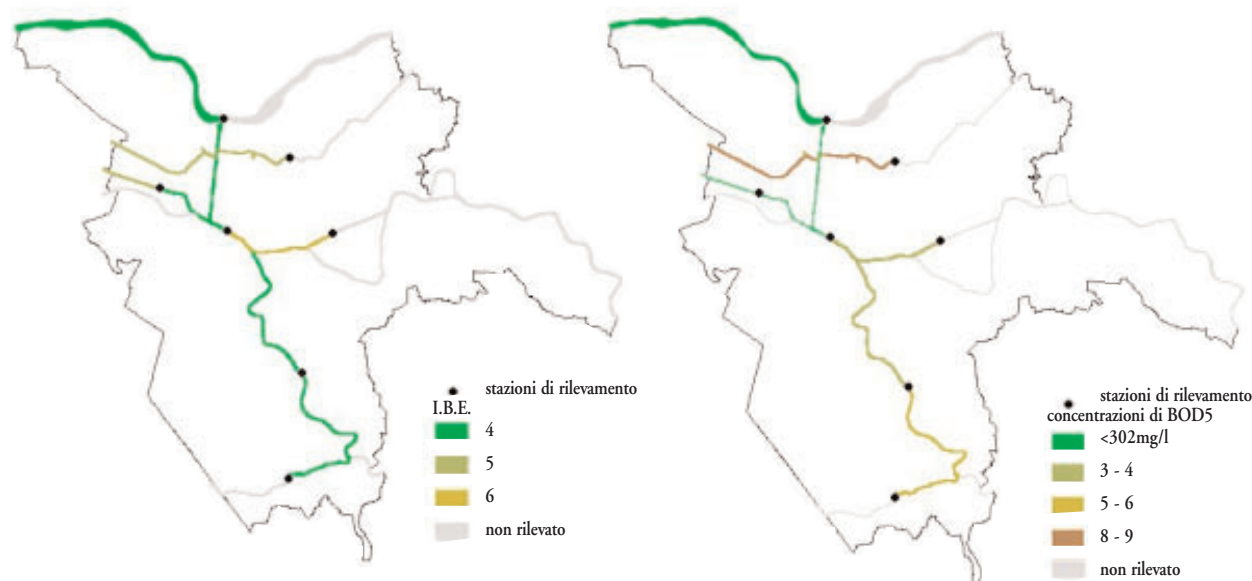 stazioni di rilevamento
I.B.E.
4
5
6
non rilevato
stazioni di rilevamento
concentrazioni di BOD5
<302mg/l
3 - 4
5 - 6
8 - 9
non rilevato